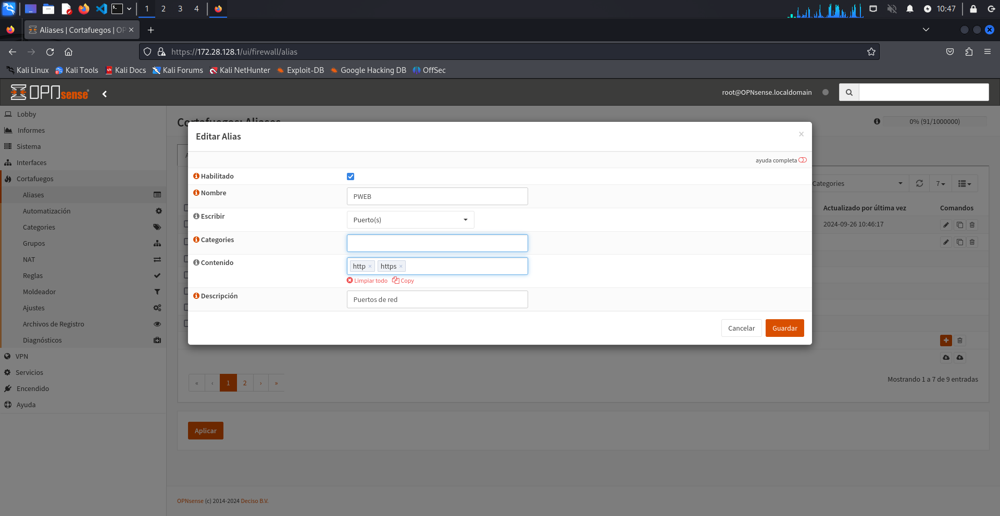 1 2 3 4
10:47
Aliases | Cortafuegos | OP
https://172.28.128.1/ui/firewall/alias
Kali Linux Kali Tools Kali Docs Kali Forums Kali NetHunter Exploit-DB Google Hacking DB OffSec
OPNsense
root@OPNsense.localdomain
Lobby
Informes
Sistema
Interfaces
Cortafuegos
Aliases
Automatización
Categories
Grupos
NAT
Reglas
Moldeador
Ajustes
Archivos de Registro
Diagnósticos
VPN
Servicios
Encendido
Ayuda
Cortafuegos: Aliases
0% (91/1000000)
Editar Alias
ayuda completa
Habilitado
Nombre PWEB
Escribir Puerto(s)
Categories
Contenido http × https ×
Limpiar todo Copy
Descripción Puertos de red
Cancelar Guardar
Categories 7
Actualizado por última vez Comandos
2024-09-26 10:46:17
« ‹ 1 2 › »
Mostrando 1 a 7 de 9 entradas
Aplicar
OPNsense (c) 2014-2024 Deciso B.V.